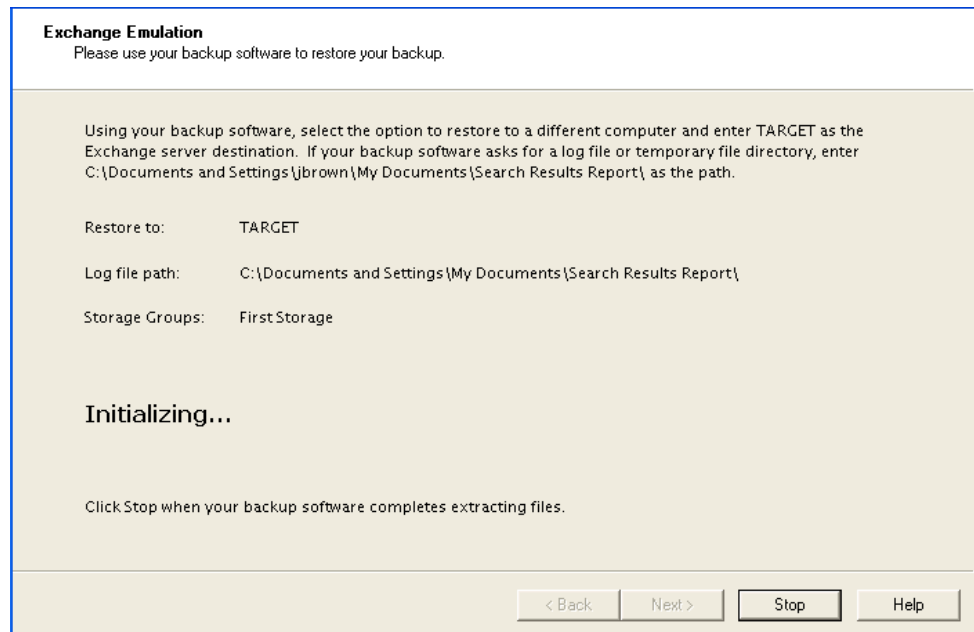 Exchange Emulation
Please use your backup software to restore your backup.
Using your backup software, select the option to restore to a different computer and enter TARGET as the
Exchange server destination. If your backup software asks for a log file or temporary file directory, enter
C:\Documents and Settings\jbrown\My Documents\Search Results Report\ as the path.
Restore to: TARGET
Log file path: C:\Documents and Settings\My Documents\Search Results Report\
Storage Groups: First Storage
Initializing...
Click Stop when your backup software completes extracting files.
< Back Next > Stop Help